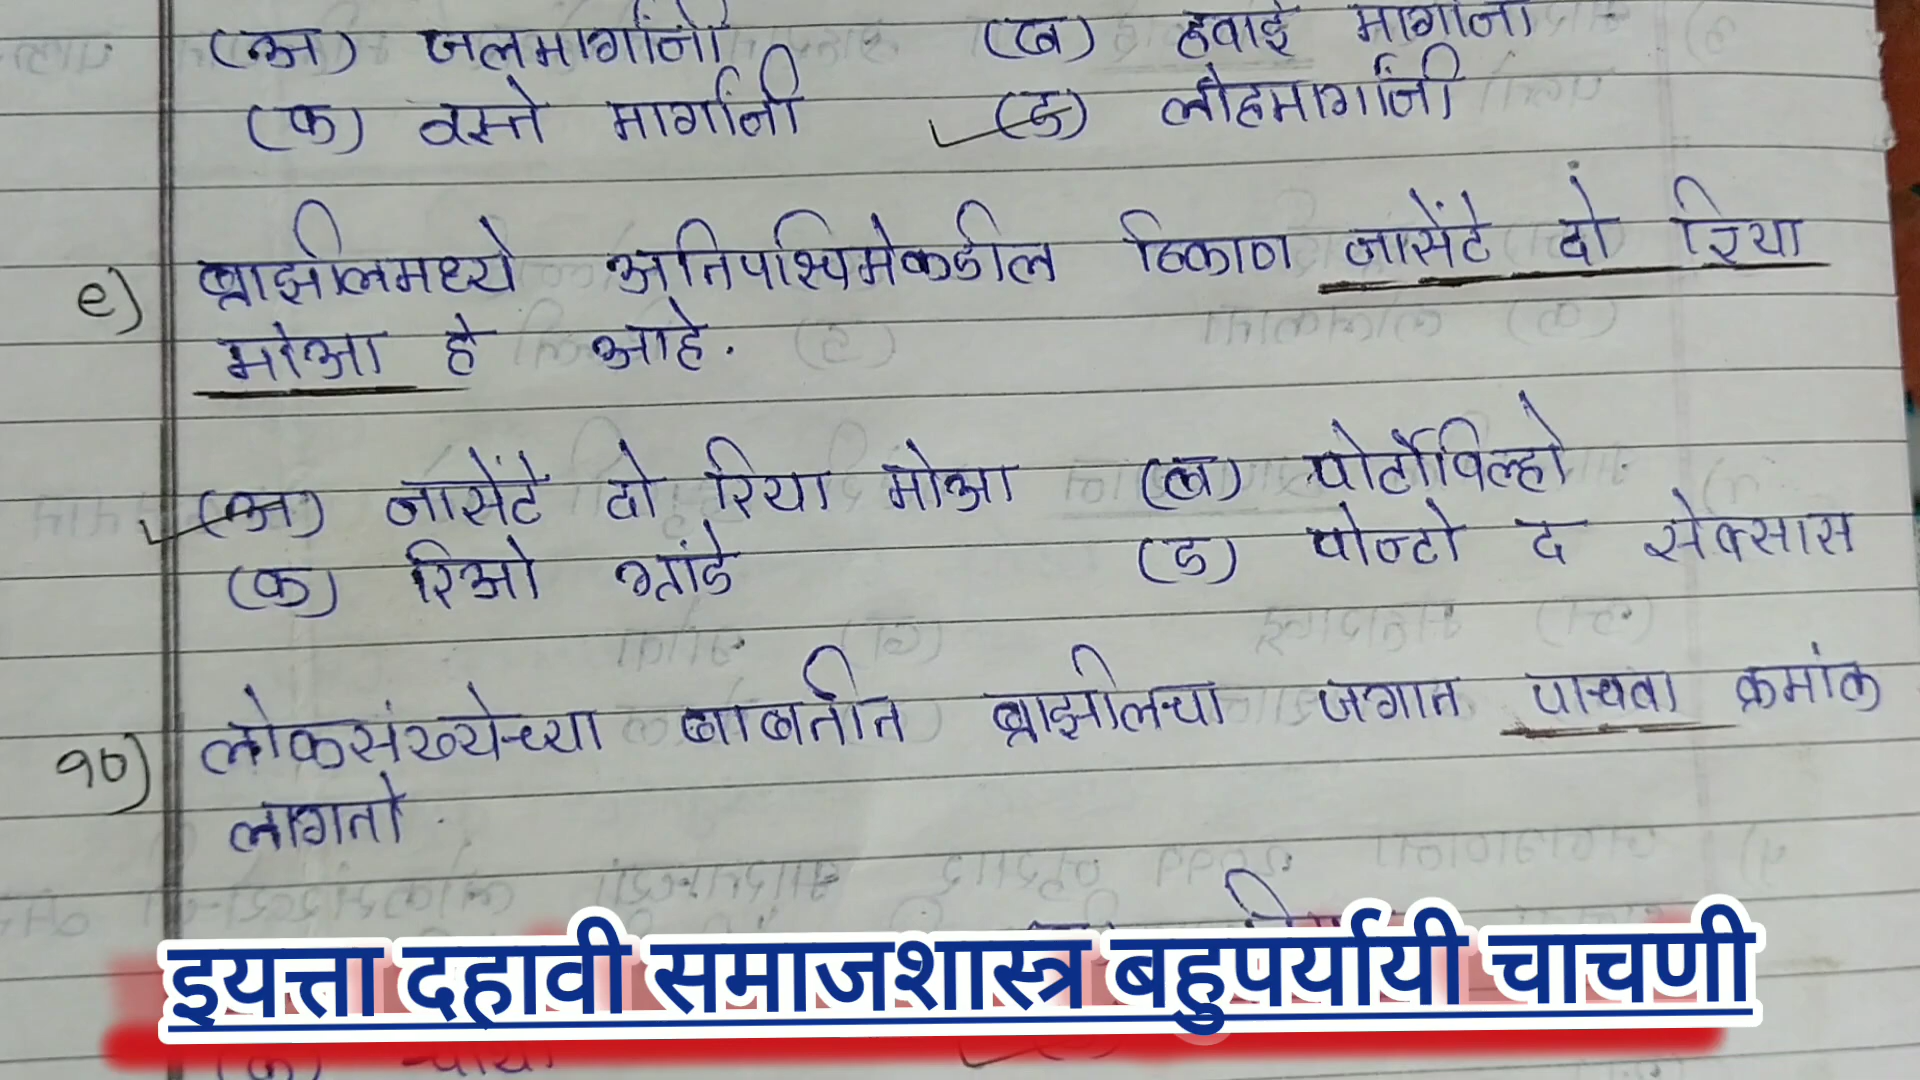 (अ) जलमार्गांनी (ब) हवाई मार्गांनी
(क) रस्ते मार्गांनी (ड) लोहमार्गांनी
९) ब्राझीलमध्ये अतिपश्चिमेकडील ठिकाण जासेंटे दों रिया
मोआ हे आहे.
(अ) जासेंटे दो रिया मोआ (ब) पोर्टोविल्हो
(क) रिओ ग्रांडे (ड) पोन्टो द सेक्सास
१०) लोकसंख्येच्या बाबतीत ब्राझीलचा जगात पाचवा क्रमांक
लागतो.
इयत्ता दहावी समाजशास्त्र बहुपर्यायी चाचणी